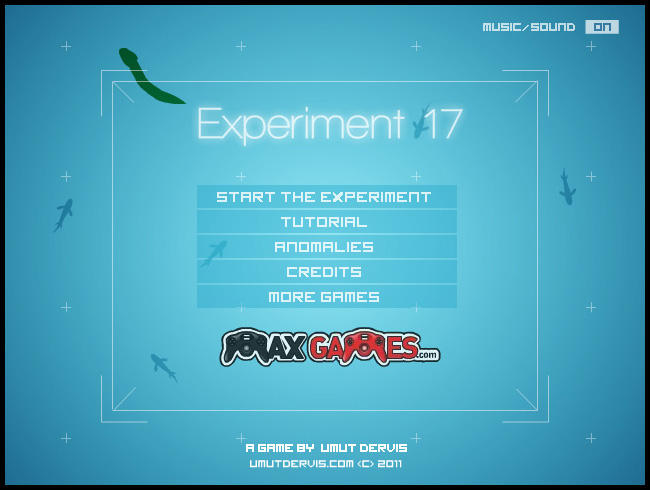 MUSIC/SOUND ON
Experiment 17
START THE EXPERIMENT
TUTORIAL
ANOMALIES
CREDITS
MORE GAMES
MAX GAMES.com
A GAME BY UMUT DERVIS
UMUTDERVIS.COM (C) 2011